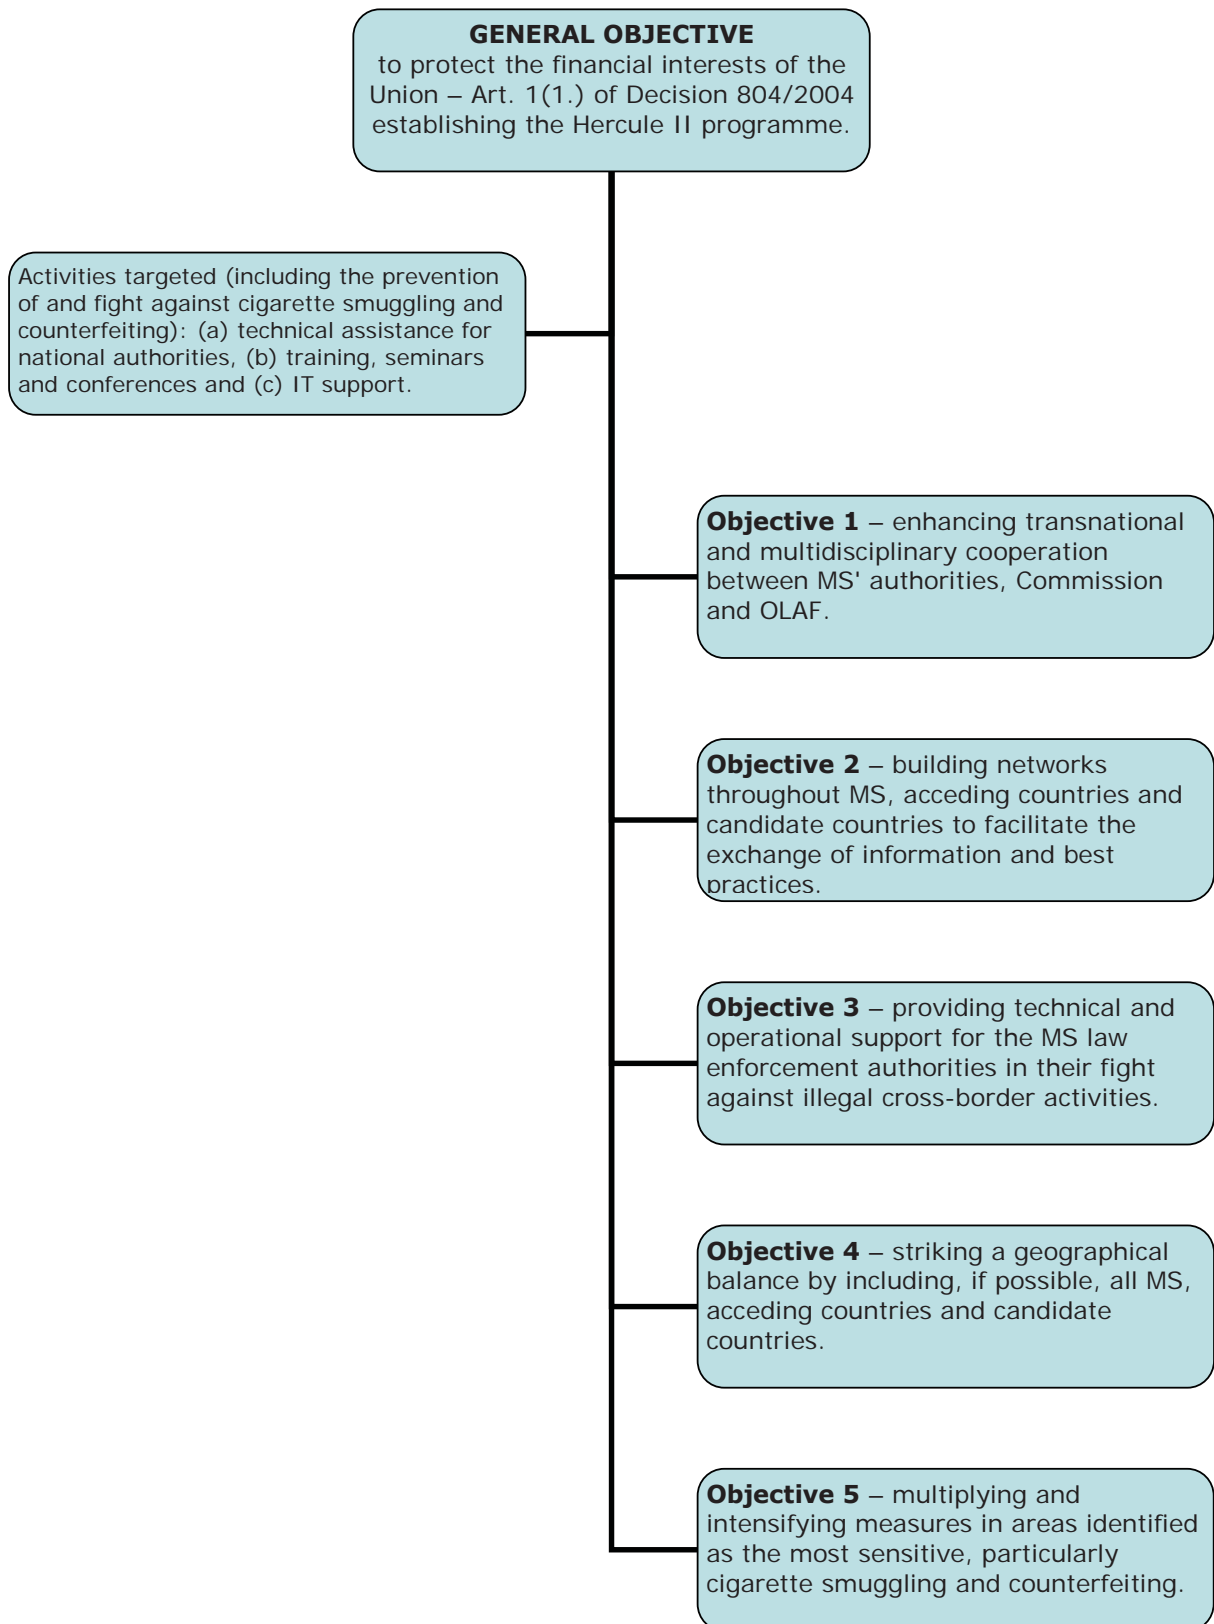 GENERAL OBJECTIVE
to protect the financial interests of the
Union – Art. 1(1.) of Decision 804/2004
establishing the Hercule II programme.
Activities targeted (including the prevention
of and fight against cigarette smuggling and
counterfeiting): (a) technical assistance for
national authorities, (b) training, seminars
and conferences and (c) IT support.
Objective 1 – enhancing transnational
and multidisciplinary cooperation
between MS' authorities, Commission
and OLAF.
Objective 2 – building networks
throughout MS, acceding countries and
candidate countries to facilitate the
exchange of information and best
practices.
Objective 3 – providing technical and
operational support for the MS law
enforcement authorities in their fight
against illegal cross-border activities.
Objective 4 – striking a geographical
balance by including, if possible, all MS,
acceding countries and candidate
countries.
Objective 5 – multiplying and
intensifying measures in areas identified
as the most sensitive, particularly
cigarette smuggling and counterfeiting.